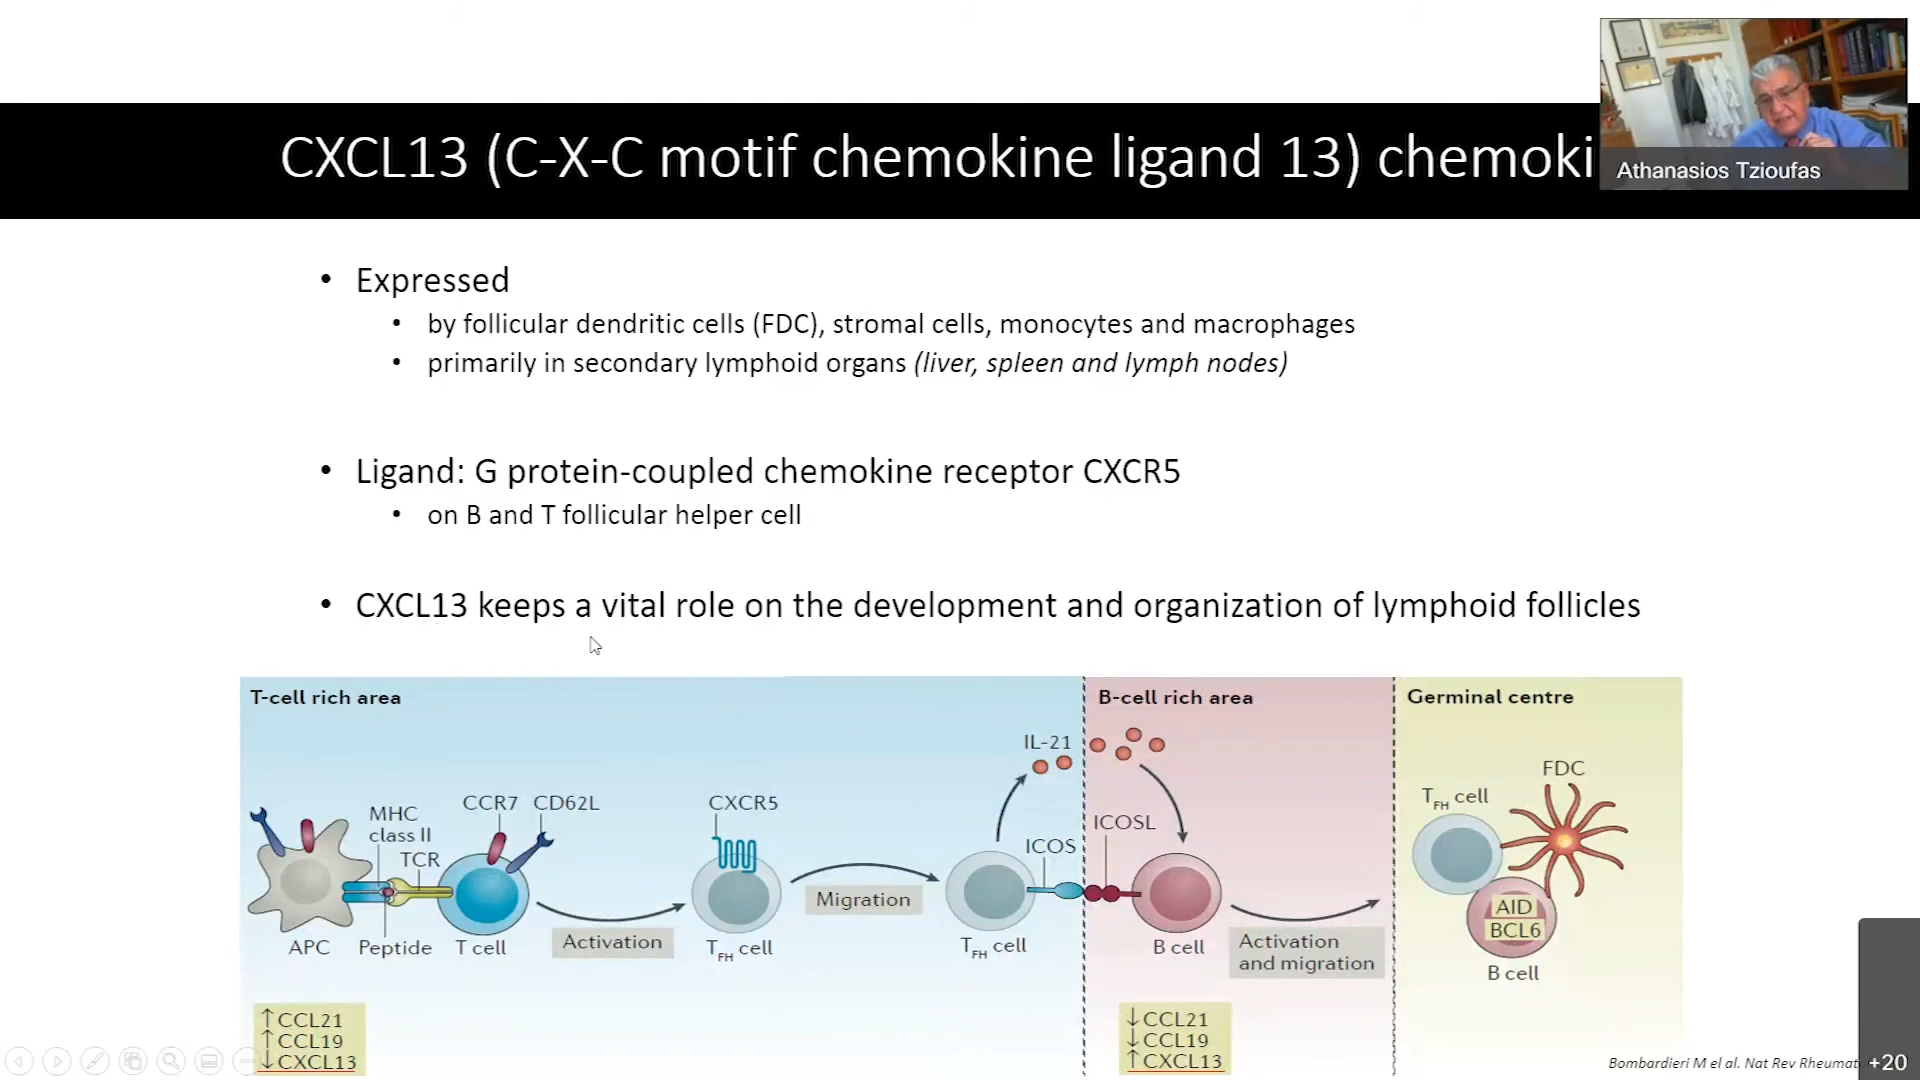 CXCL13 (C-X-C motif chemokine ligand 13) chemoki
Athanasios Tzioufas
• Expressed
• by follicular dendritic cells (FDC), stromal cells, monocytes and macrophages
• primarily in secondary lymphoid organs (liver, spleen and lymph nodes)
• Ligand: G protein-coupled chemokine receptor CXCR5
• on B and T follicular helper cell
• CXCL13 keeps a vital role on the development and organization of lymphoid follicles
T-cell rich area
B-cell rich area
Germinal centre
IL-21
FDC
MHC
class II
CCR7
CD62L
CXCR5
TCR
ICOS
ICOSL
TFH cell
AID
BCL6
APC
Peptide
T cell
Activation
TFH cell
Migration
TFH cell
B cell
Activation
and migration
B cell
↑CCL21
↑CCL19
↓CXCL13
↓CCL21
↓CCL19
↑CXCL13
Bombardieri M el al. Nat Rev Rheumat
+20